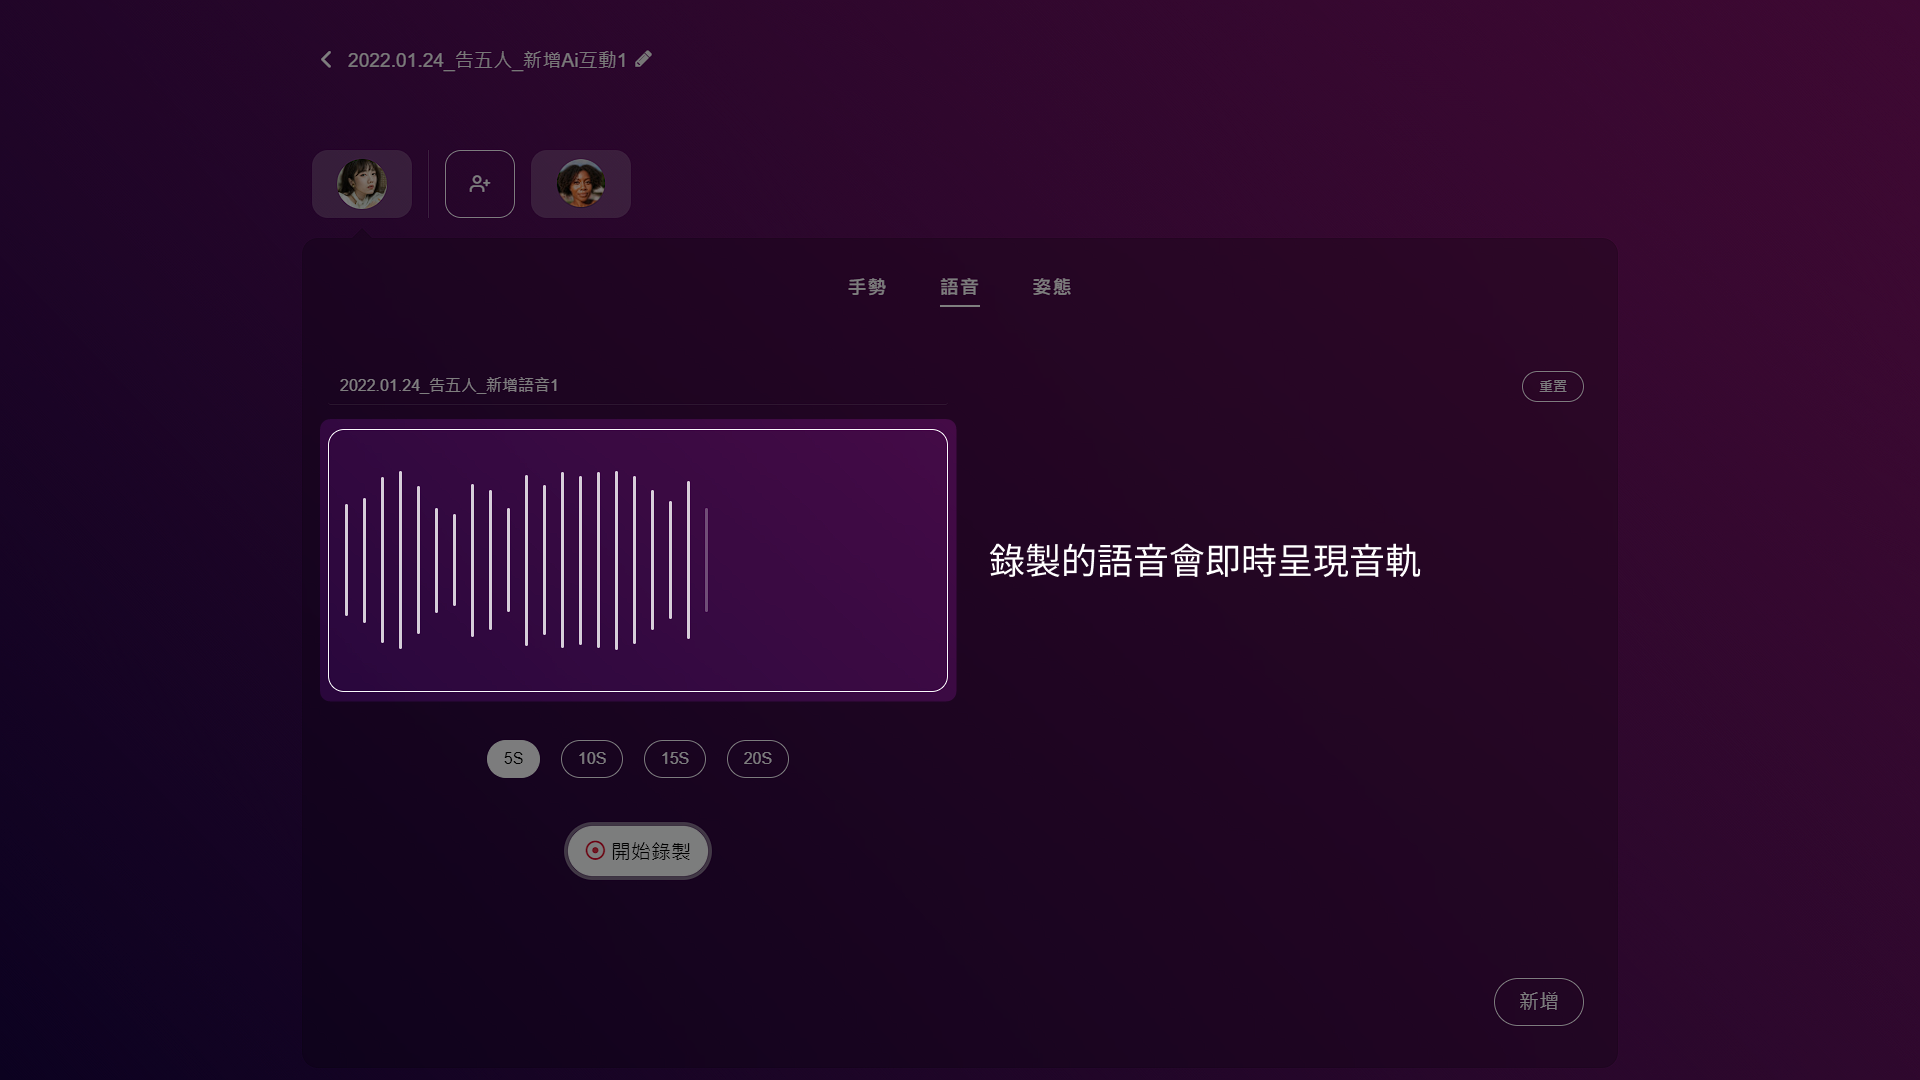 2022.01.24_告五人_新增Ai互動1
手勢
語音
姿態
2022.01.24_告五人_新增語音1
重置
錄製的語音會即時呈現音軌
5S
10S
15S
20S
開始錄製
新增